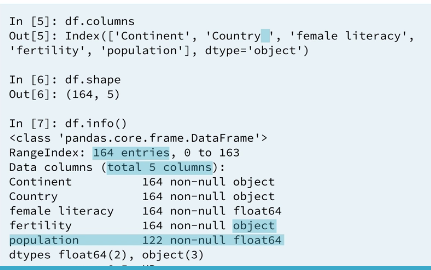 In [5]: df.columns
Out[5]: Index(['Continent', 'Country ', 'female literacy',
'fertility', 'population'], dtype='object')
In [6]: df.shape
Out[6]: (164, 5)
In [7]: df.info()
<class 'pandas.core.frame.DataFrame'>
RangeIndex: 164 entries, 0 to 163
Data columns (total 5 columns):
Continent 164 non-null object
Country 164 non-null object
female literacy 164 non-null float64
fertility 164 non-null object
population 122 non-null float64
dtypes float64(2), object(3)